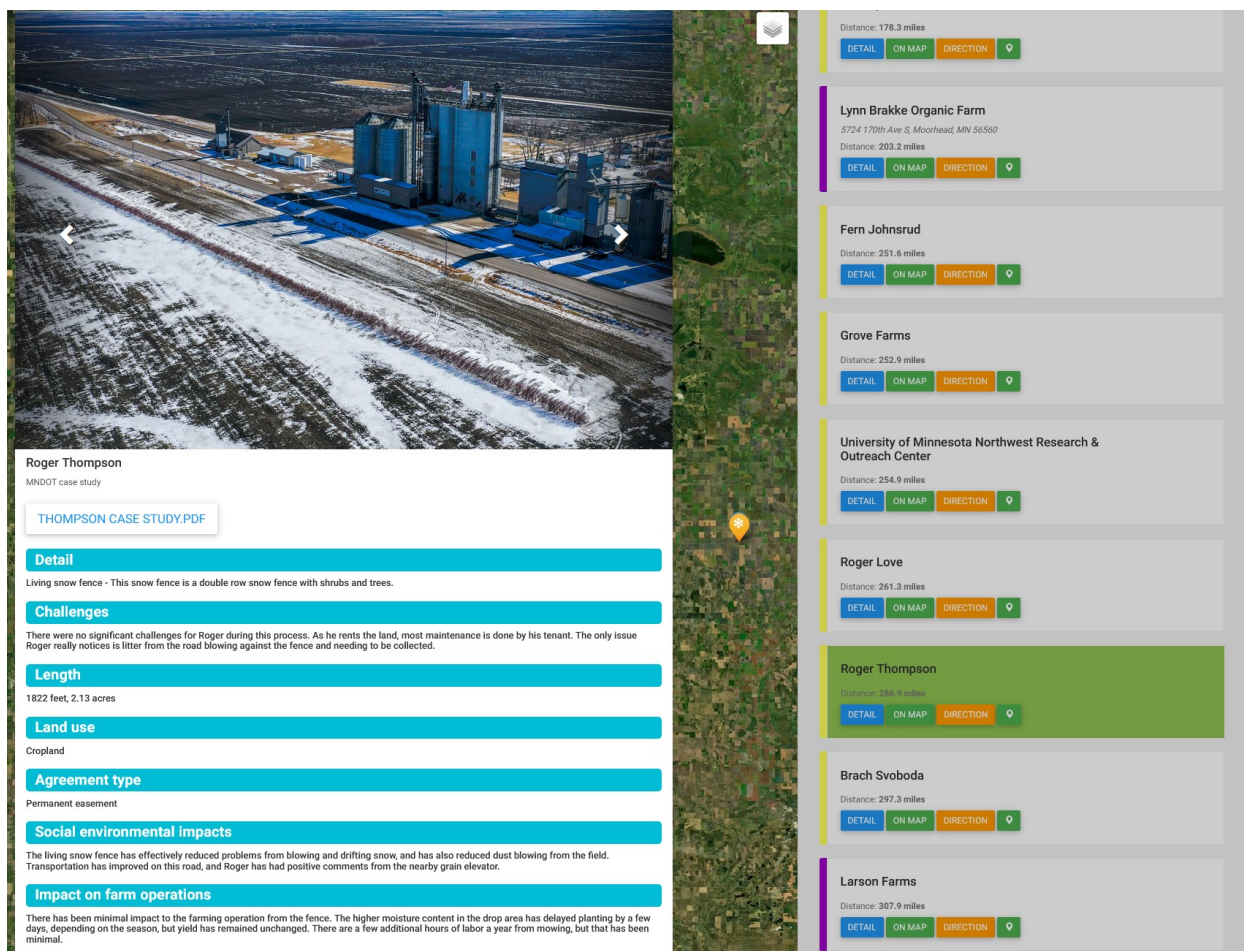 Roger Thompson
MNDOT case study
THOMPSON CASE STUDY.PDF
Detail
Living snow fence - This snow fence is a double row snow fence with shrubs and trees.
Challenges
There were no significant challenges for Roger during this process. As he rents the land, most maintenance is done by his tenant. The only issue
Roger really notices is litter from the road blowing against the fence and needing to be collected.
Length
1822 feet, 2.13 acres
Land use
Cropland
Agreement type
Permanent easement
Social environmental impacts
The living snow fence has effectively reduced problems from blowing and drifting snow, and has also reduced dust blowing from the field.
Transportation has improved on this road, and Roger has had positive comments from the nearby grain elevator.
Impact on farm operations
There has been minimal impact to the farming operation from the fence. The higher moisture content in the drop area has delayed planting by a few
days, depending on the season, but yield has remained unchanged. There are a few additional hours of labor a year from mowing, but that has been
minimal.
Distance: 178.3 miles
DETAIL ON MAP DIRECTION
Lynn Brakke Organic Farm
5724 170th Ave S, Moorhead, MN 56560
Distance: 203.2 miles
DETAIL ON MAP DIRECTION
Fern Johnsrud
Distance: 251.6 miles
DETAIL ON MAP DIRECTION
Grove Farms
Distance: 252.9 miles
DETAIL ON MAP DIRECTION
University of Minnesota Northwest Research &
Outreach Center
Distance: 254.9 miles
DETAIL ON MAP DIRECTION
Roger Love
Distance: 261.3 miles
DETAIL ON MAP DIRECTION
Roger Thompson
Distance: 286.9 miles
DETAIL ON MAP DIRECTION
Brach Svoboda
Distance: 297.3 miles
DETAIL ON MAP DIRECTION
Larson Farms
Distance: 307.9 miles
DETAIL ON MAP DIRECTION